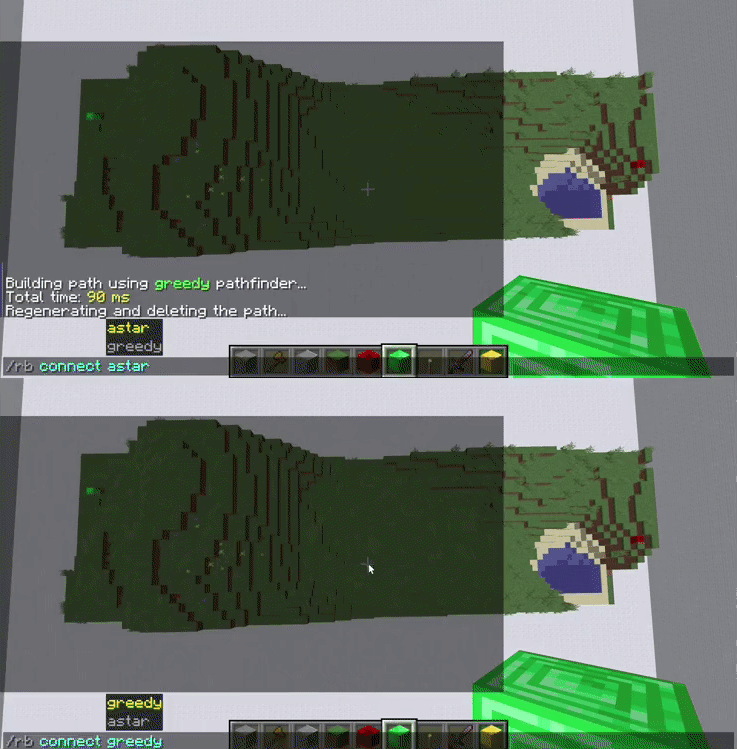 Building path using greedy pathfinder...
Total time: 90 ms
Regenerating and deleting the path...
astar
greedy
/rb connect astar
greedy
astar
/rb connect greedy